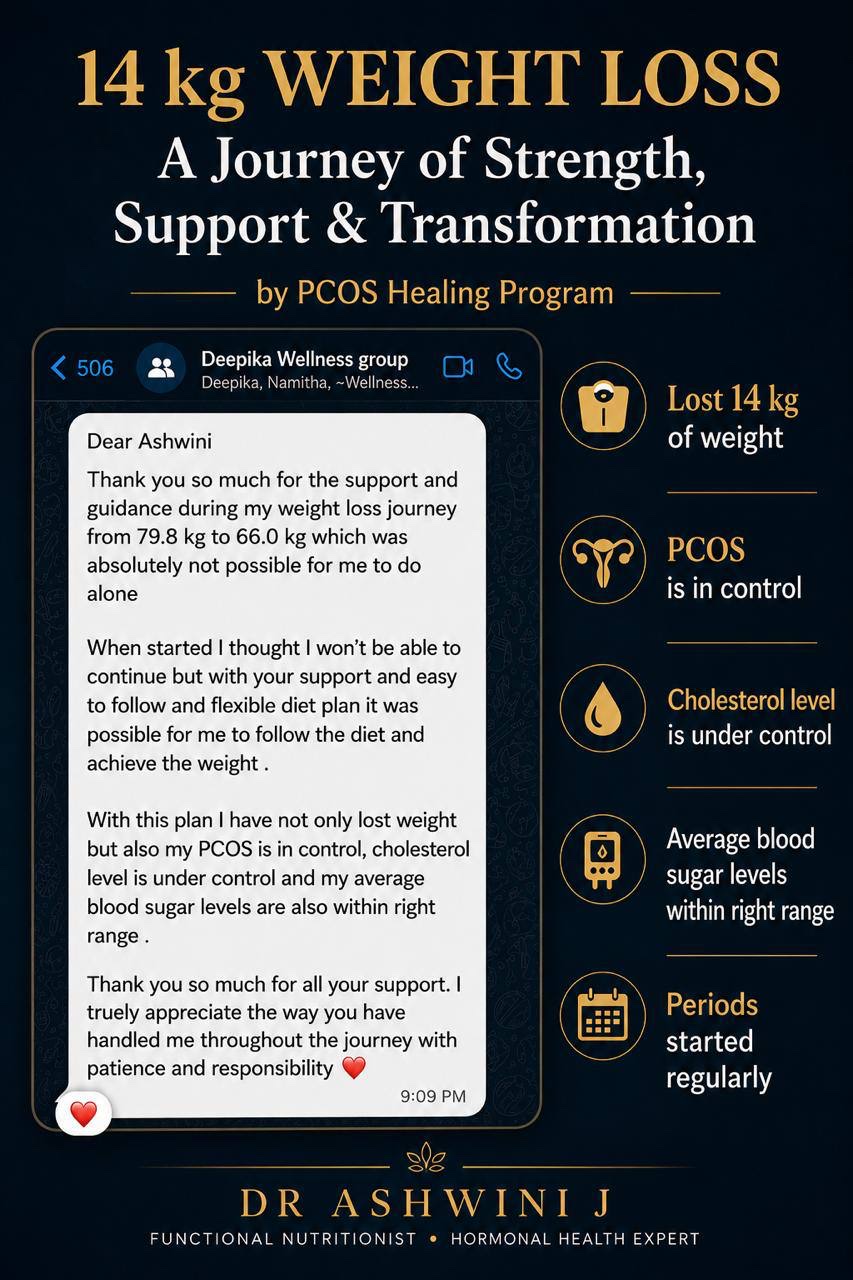 14 kg WEIGHT LOSS
A Journey of Strength,
Support & Transformation
by PCOS Healing Program
506
Deepika Wellness group
Deepika, Namitha, ~Wellness...
Dear Ashwini
Thank you so much for the support and
guidance during my weight loss journey
from 79.8 kg to 66.0 kg which was
absolutely not possible for me to do
alone
When started I thought I won't be able to
continue but with your support and easy
to follow and flexible diet plan it was
possible for me to follow the diet and
achieve the weight .
With this plan I have not only lost weight
but also my PCOS is in control, cholesterol
level is under control and my average
blood sugar levels are also within right
range .
Thank you so much for all your support. I
truely appreciate the way you have
handled me throughout the journey with
patience and responsibility ❤️
9:09 PM
Lost 14 kg
of weight
PCOS
is in control
Cholesterol level
is under control
Average blood
sugar levels
within right range
Periods
started
regularly
DR ASHWINI J
FUNCTIONAL NUTRITIONIST • HORMONAL HEALTH EXPERT